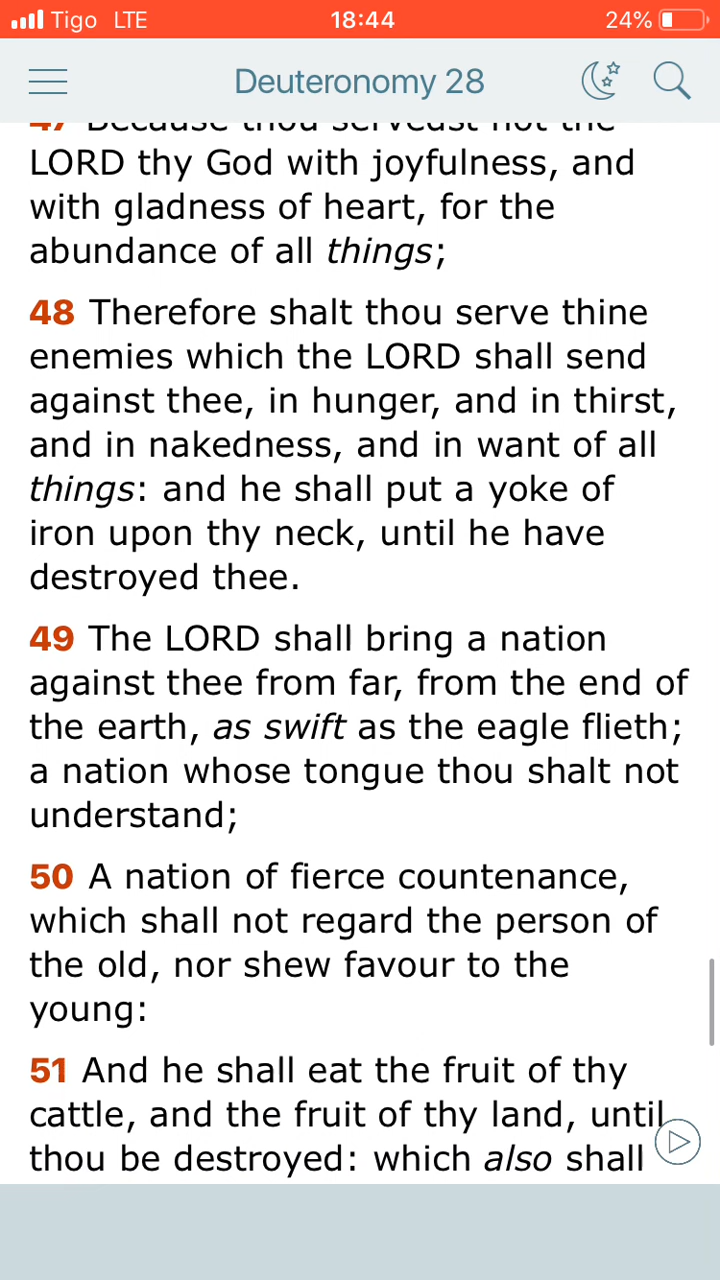 Tigo LTE 18:44 24%
Deuteronomy 28
47 Because thou servedst not the
LORD thy God with joyfulness, and
with gladness of heart, for the
abundance of all things;
48 Therefore shalt thou serve thine
enemies which the LORD shall send
against thee, in hunger, and in thirst,
and in nakedness, and in want of all
things: and he shall put a yoke of
iron upon thy neck, until he have
destroyed thee.
49 The LORD shall bring a nation
against thee from far, from the end of
the earth, as swift as the eagle flieth;
a nation whose tongue thou shalt not
understand;
50 A nation of fierce countenance,
which shall not regard the person of
the old, nor shew favour to the
young:
51 And he shall eat the fruit of thy
cattle, and the fruit of thy land, until
thou be destroyed: which also shall